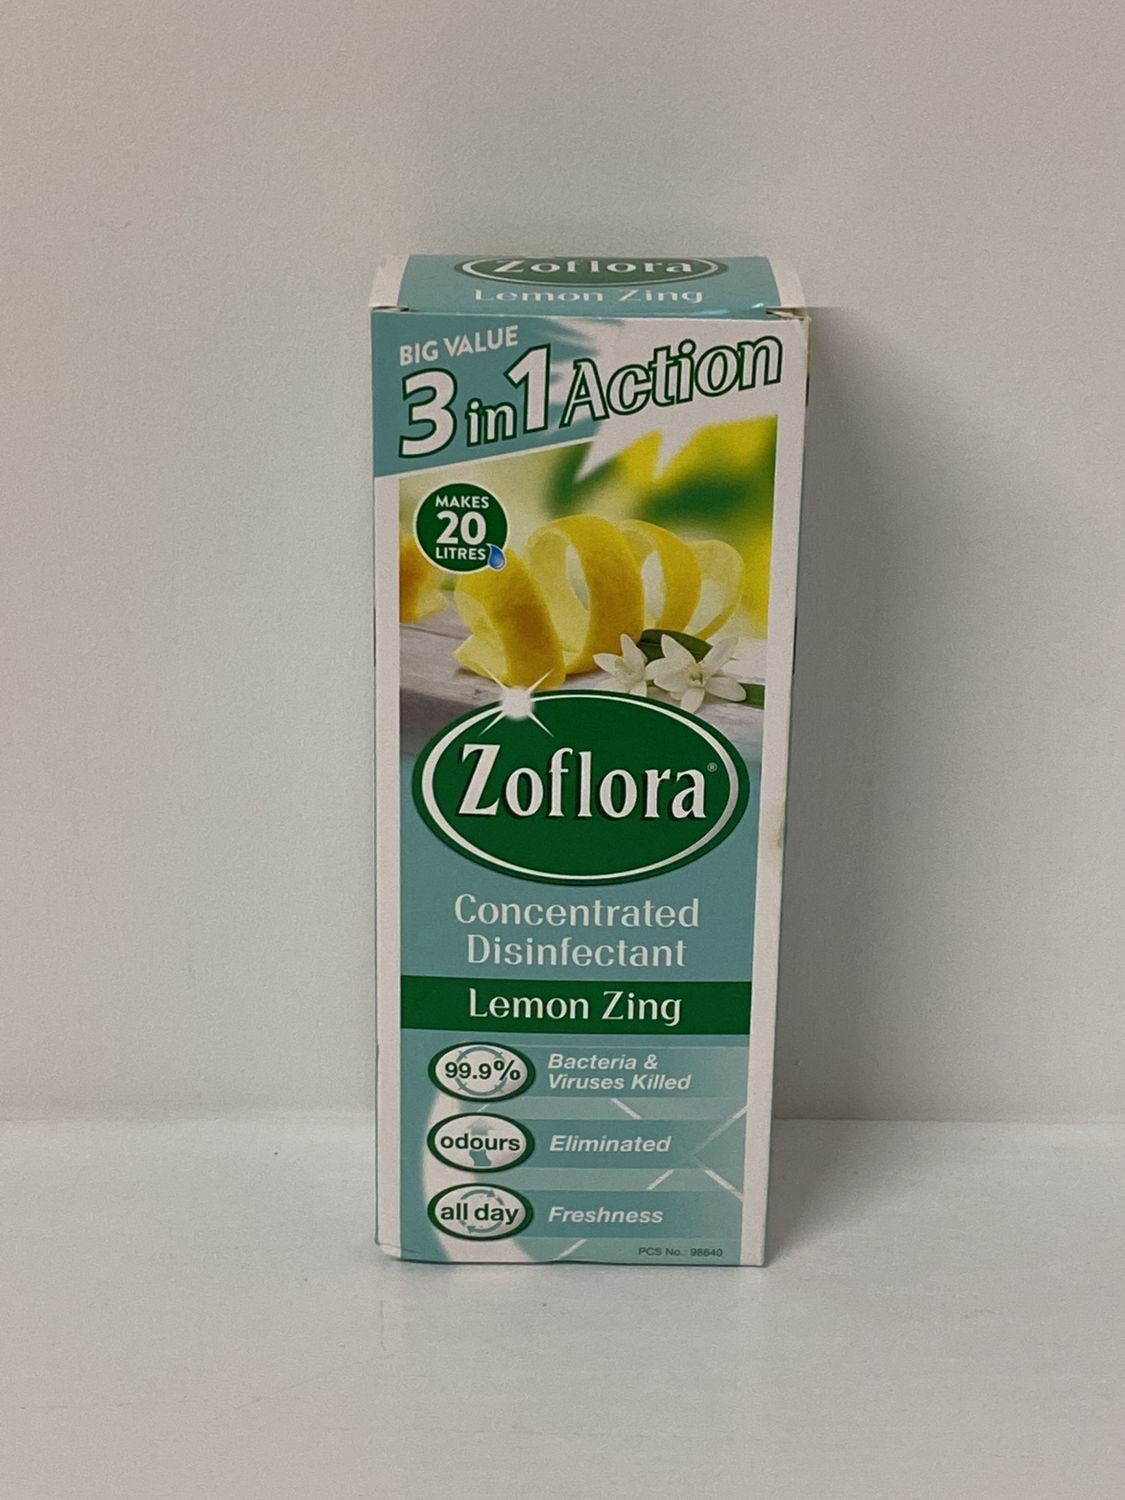 Zoflora
Lemon Zing
BIG VALUE
3 in 1 Action
MAKES
20
LITRES
Zoflora®
Concentrated
Disinfectant
Lemon Zing
99.9% Bacteria &
Viruses Killed
odours Eliminated
all day Freshness
PCS No.: 98640